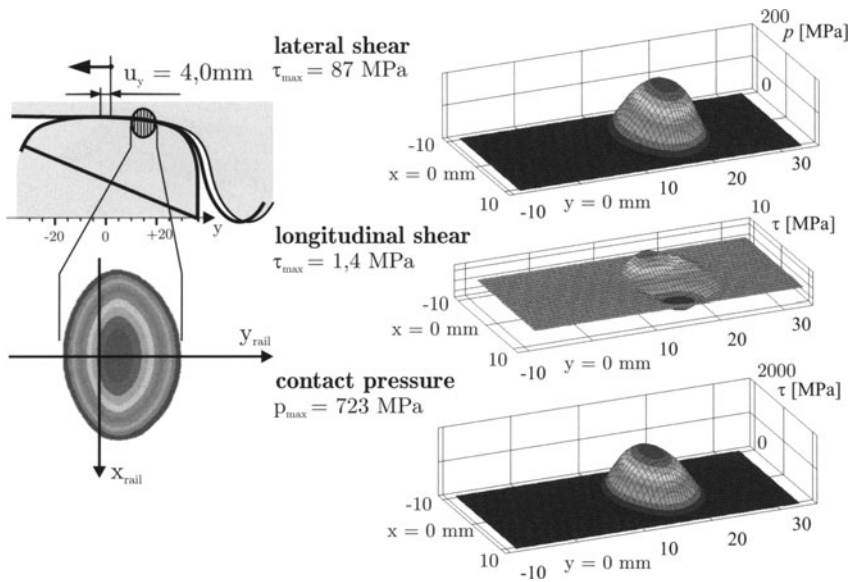 u_y = 4,0mm
-20 0 +20 y
y_rail
x_rail
lateral shear
τ_max = 87 MPa
200
p [MPa]
0
-10
x = 0 mm
10
-10 y = 0 mm 10 20 30
longitudinal shear
τ_max = 1,4 MPa
10
τ [MPa]
-10
x = 0 mm
10
-10 y = 0 mm 10 20 30
contact pressure
p_max = 723 MPa
2000
τ [MPa]
0
-10
x = 0 mm
10
-10 y = 0 mm 10 20 30